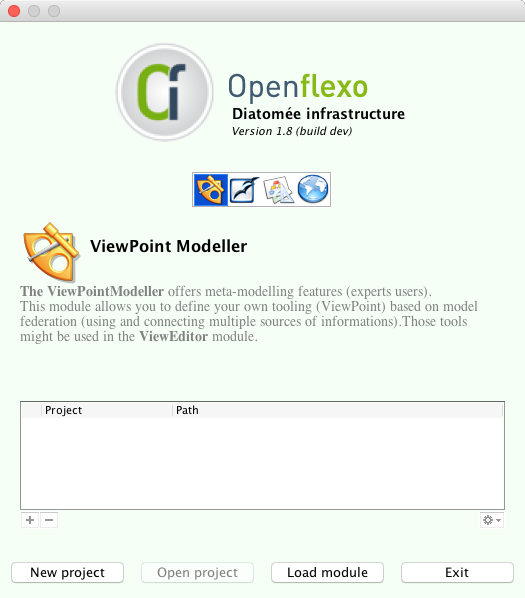 Openflexo
Diatomée infrastructure
Version 1.8 (build dev)
ViewPoint Modeller
The ViewPointModeller offers meta-modelling features (experts users).
This module allows you to define your own tooling (ViewPoint) based on model
federation (using and connecting multiple sources of informations).Those tools
might be used in the ViewEditor module.
Project Path
New project Open project Load module Exit